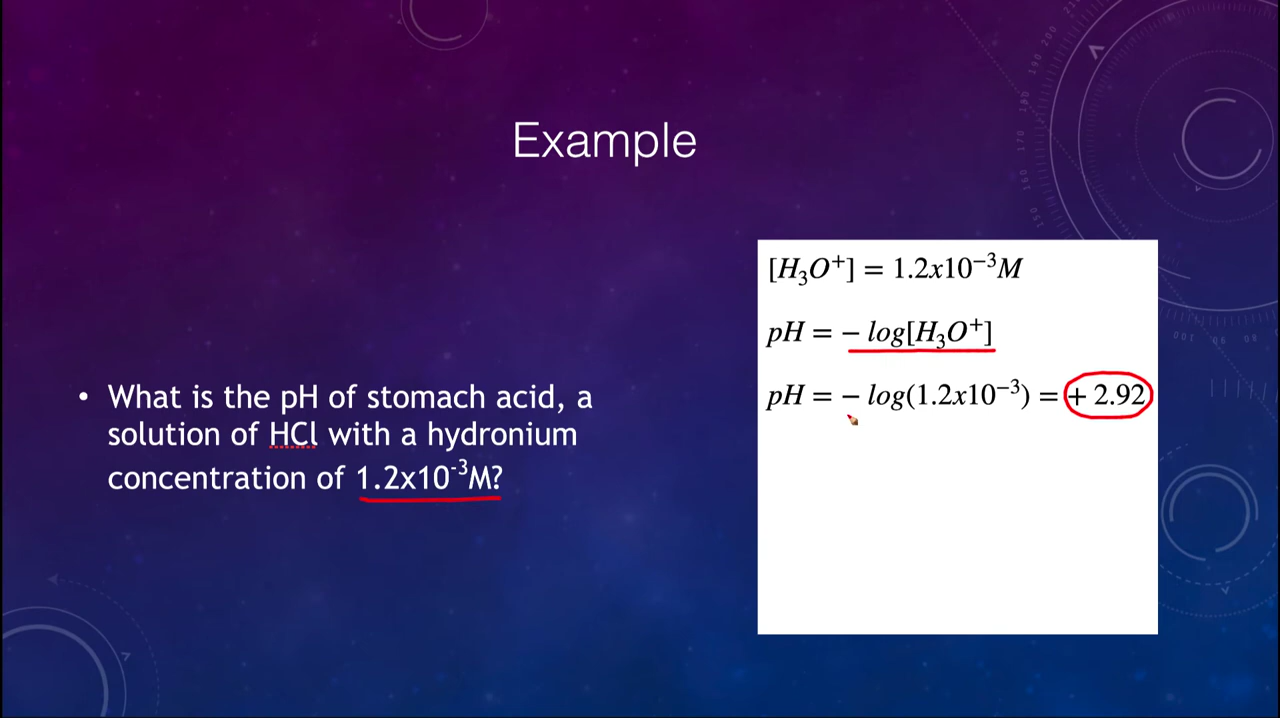 Example
• What is the pH of stomach acid, a
solution of HCl with a hydronium
concentration of 1.2x10⁻³M?
[H₃O⁺] = 1.2x10⁻³M
pH = − log[H₃O⁺]
pH = − log(1.2x10⁻³) = + 2.92